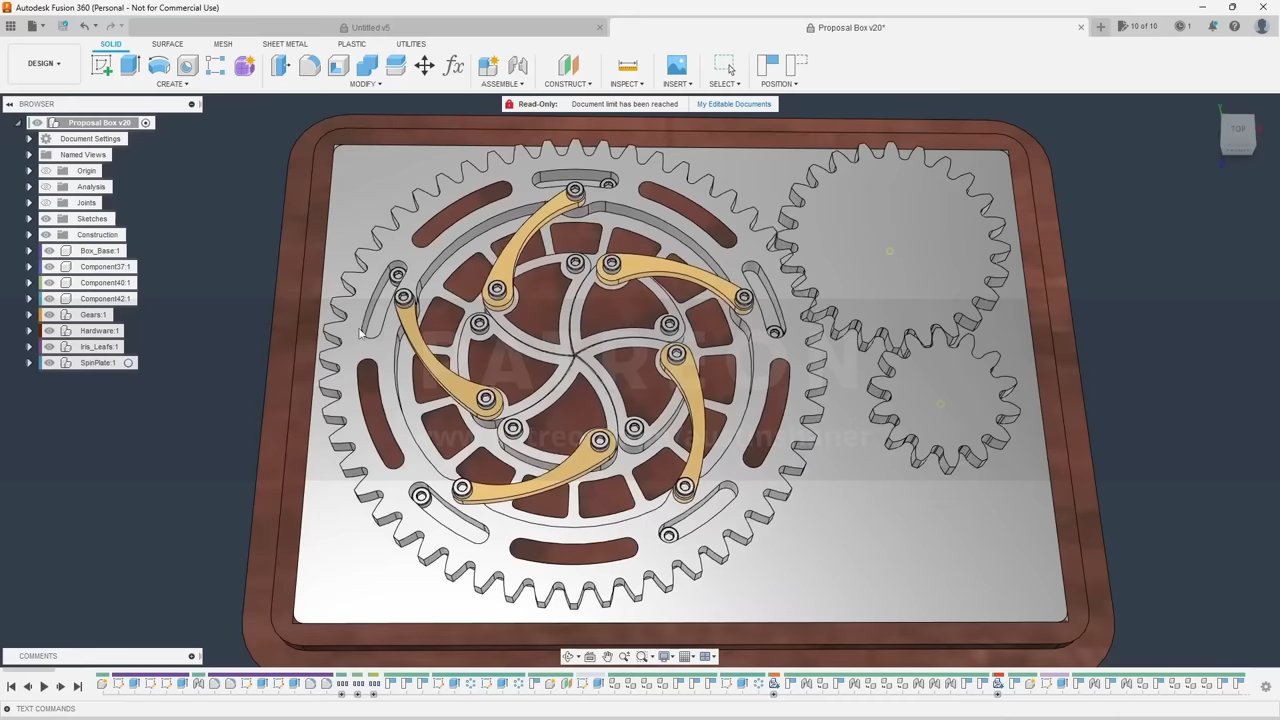 Autodesk Fusion 360 (Personal - Not for Commercial Use)
Untitled v5
Proposal Box v20*
10 of 10
1
DESIGN
SOLID
SURFACE
MESH
SHEET METAL
PLASTIC
UTILITIES
CREATE
MODIFY
ASSEMBLE
CONSTRUCT
INSPECT
INSERT
SELECT
POSITION
BROWSER
Read-Only: Document limit has been reached My Editable Documents
TOP
Proposal Box v20
Document Settings
Named Views
Origin
Analysis
Joints
Sketches
Construction
Box_Base:1
Component37:1
Component40:1
Component42:1
Gears:1
Hardware:1
Iris_Leafs:1
SpinPlate:1
COMMENTS
TEXT COMMANDS